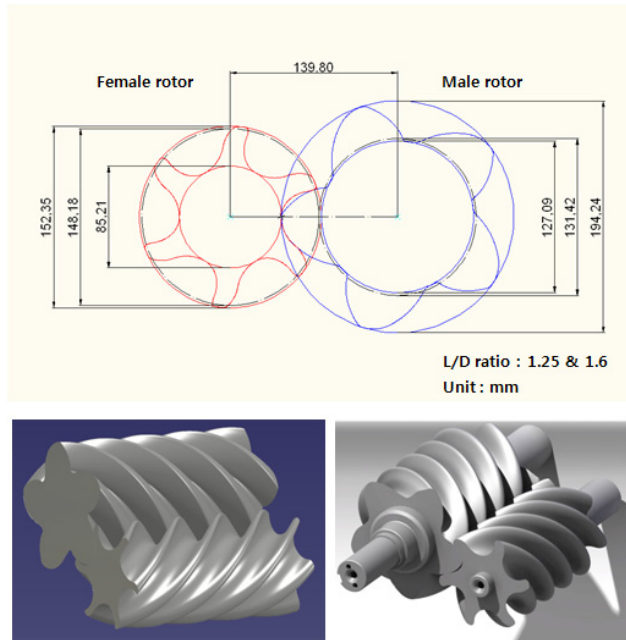 139.80
Female rotor
Male rotor
152.35
148.18
85.21
127.09
131.42
194.24
L/D ratio : 1.25 & 1.6
Unit : mm